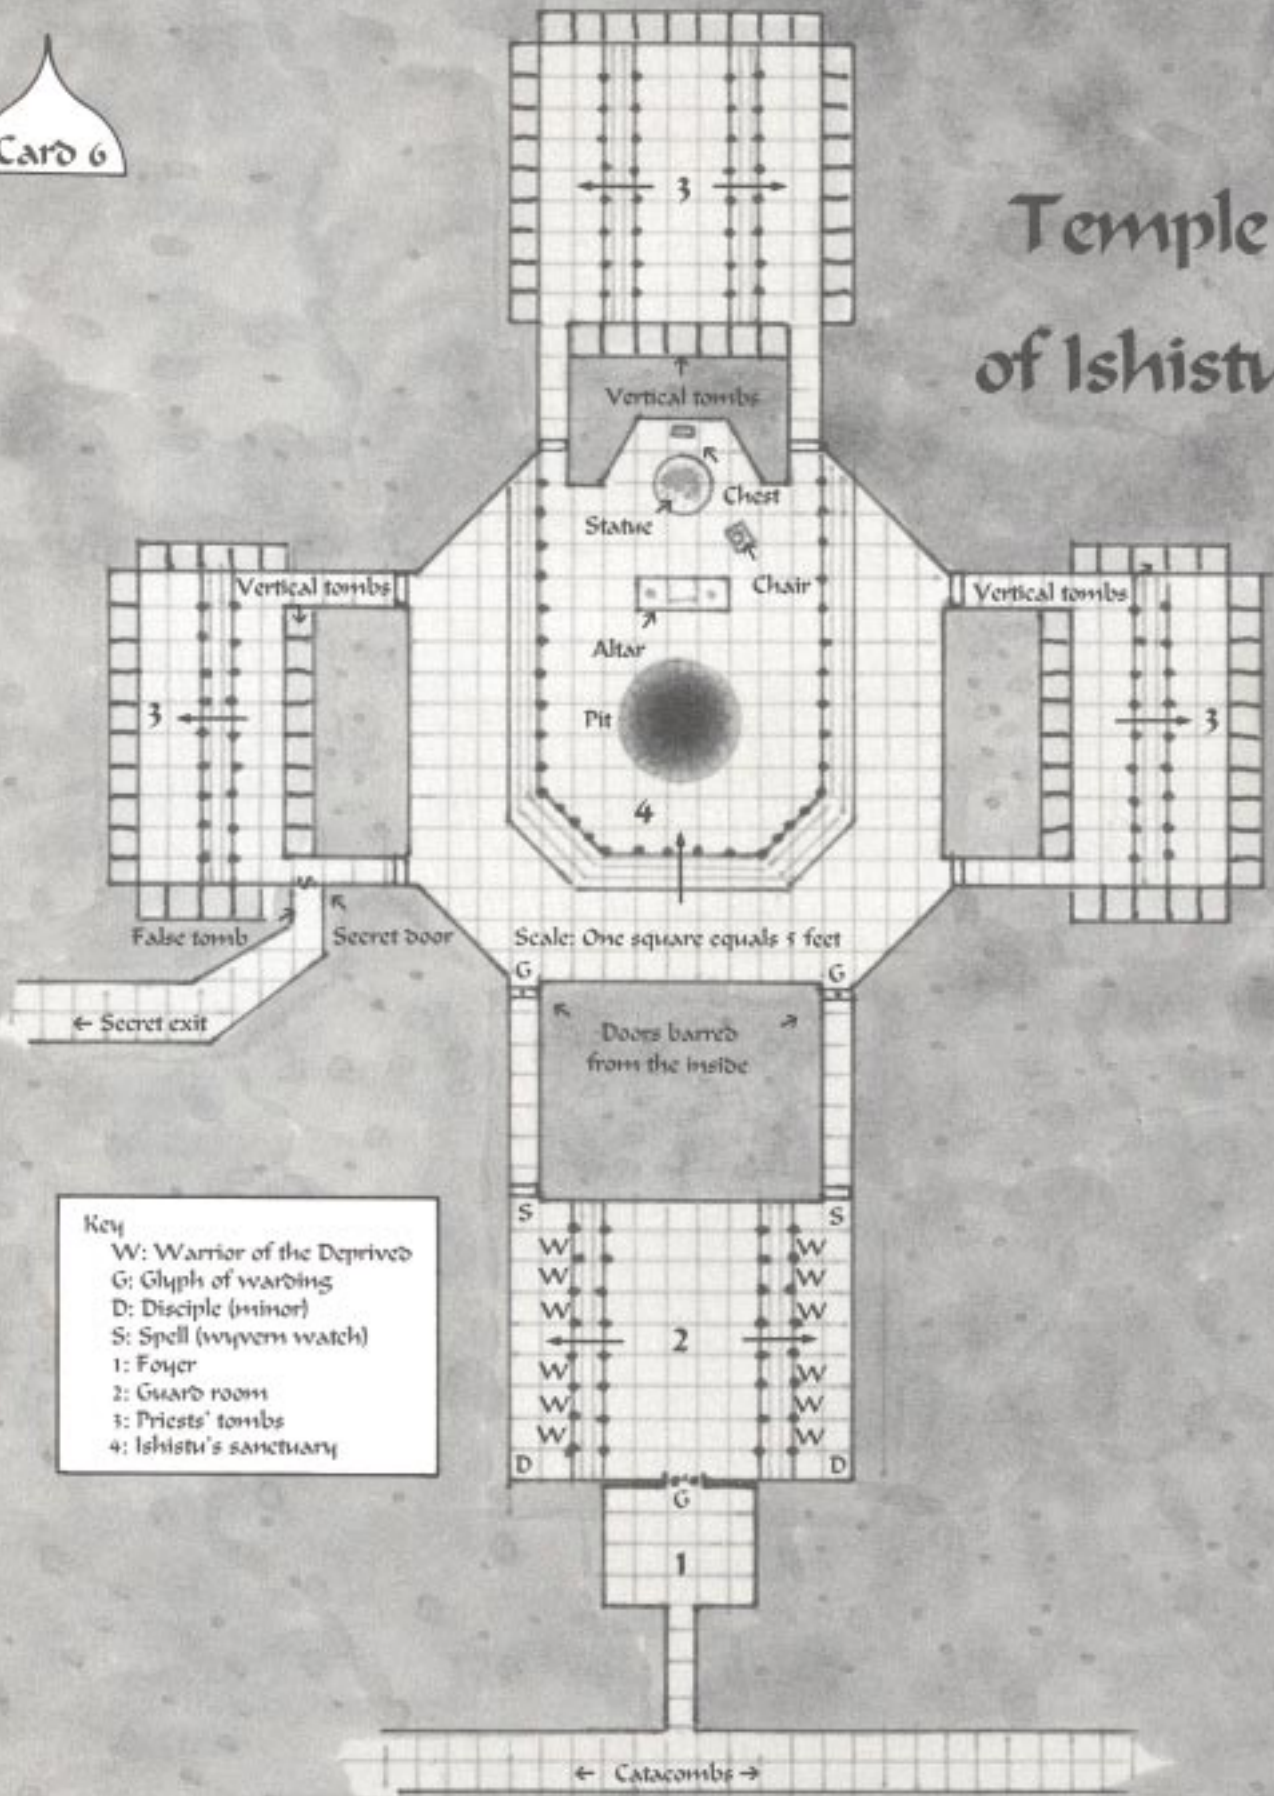 Card 6
Temple
of Ishistu
3
Vertical tombs
Chest
Statue
Chair
Altar
Pit
4
Vertical tombs
3
Vertical tombs
3
False tomb
Secret door
← Secret exit
Scale: One square equals 5 feet
G
G
Doors barred
from the inside
S
S
W
W
W
W
W
W
2
W
W
W
W
W
W
D
D
G
1
← Catacombs →
Key
W: Warrior of the Deprived
G: Glyph of warding
D: Disciple (minor)
S: Spell (wyvern watch)
1: Foyer
2: Guard room
3: Priests' tombs
4: Ishistu's sanctuary